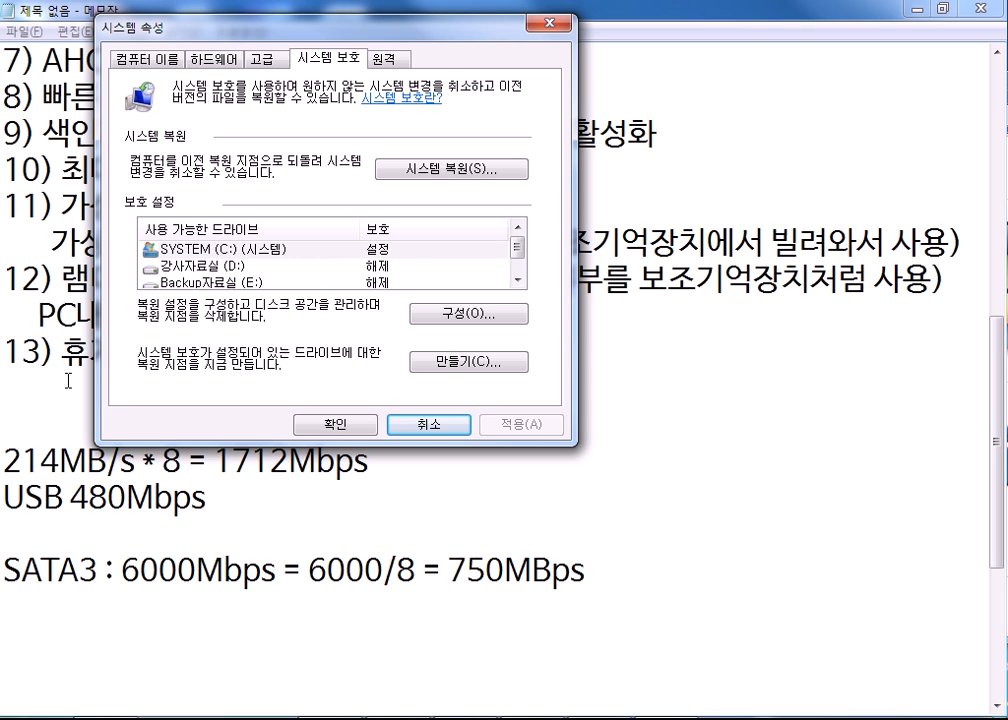 제목 없음 - 메모장
시스템 속성
파일(F) 편집(E)
컴퓨터 이름 하드웨어 고급 시스템 보호 원격
7) AHC
시스템 보호를 사용하며 원하지 않는 시스템 변경을 취소하고 이전
버전의 파일을 복원할 수 있습니다. 시스템 보호란?
8) 빠른
9) 색인 활성화
시스템 복원
컴퓨터를 이전 복원 지점으로 되돌려 시스템
변경을 취소할 수 있습니다.
시스템 복원(S)...
10) 최
11) 가
보호 설정
사용 가능한 드라이브 보호
가상 조기억장치에서 빌려와서 사용)
SYSTEM (C:) (시스템) 설정
강사자료실 (D:) 해제
Backup자료실 (E:) 해제
12) 램 부를 보조기억장치처럼 사용)
복원 설정을 구성하고 디스크 공간을 관리하며
복원 지점을 삭제합니다.
구성(O)...
PC
13) 휴
시스템 보호가 설정되어 있는 드라이브에 대한
복원 지점을 지금 만듭니다.
만들기(C)...
확인 취소 적용(A)
214MB/s * 8 = 1712Mbps
USB 480Mbps
SATA3 : 6000Mbps = 6000/8 = 750MBps